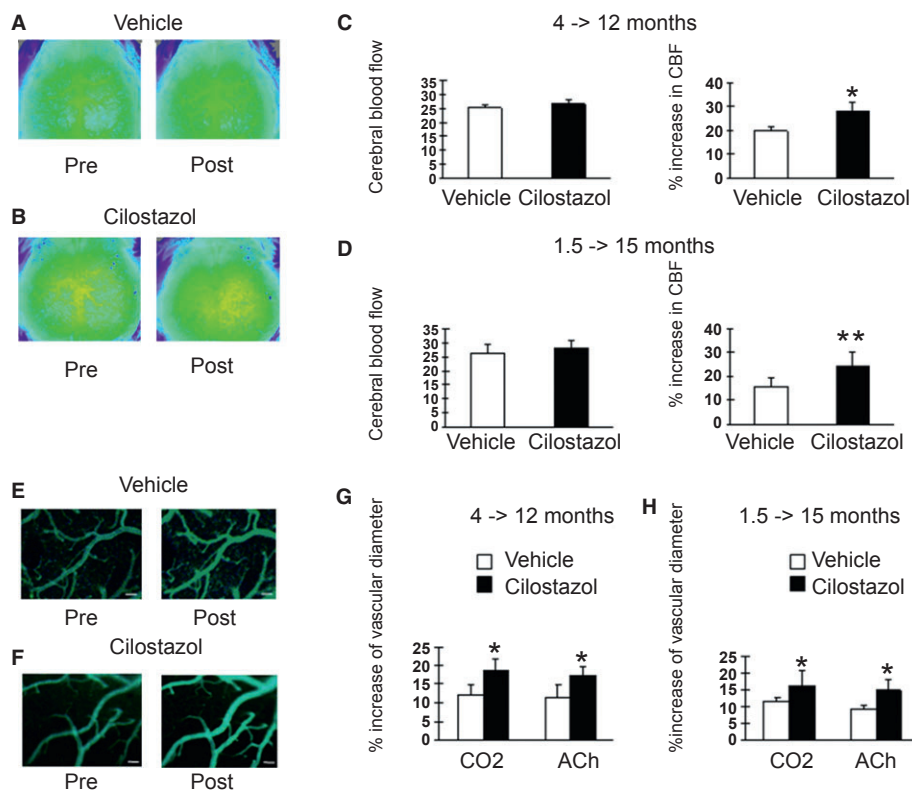 A
Vehicle
Pre
Post
B
Cilostazol
Pre
Post
C
4 -> 12 months
Cerebral blood flow
35
30
25
20
15
10
5
0
Vehicle Cilostazol
% increase in CBF
40
30
20
10
0
*
Vehicle Cilostazol
D
1.5 -> 15 months
Cerebral blood flow
35
30
25
20
15
10
5
0
Vehicle Cilostazol
% increase in CBF
40
30
20
10
0
**
Vehicle Cilostazol
E
Vehicle
Pre
Post
F
Cilostazol
Pre
Post
G
4 -> 12 months
Vehicle
Cilostazol
% increase of vascular diameter
25
20
15
10
5
0
*
*
CO2 ACh
H
1.5 -> 15 months
Vehicle
Cilostazol
%increase of vascular diameter
25
20
15
10
5
0
*
*
CO2 ACh